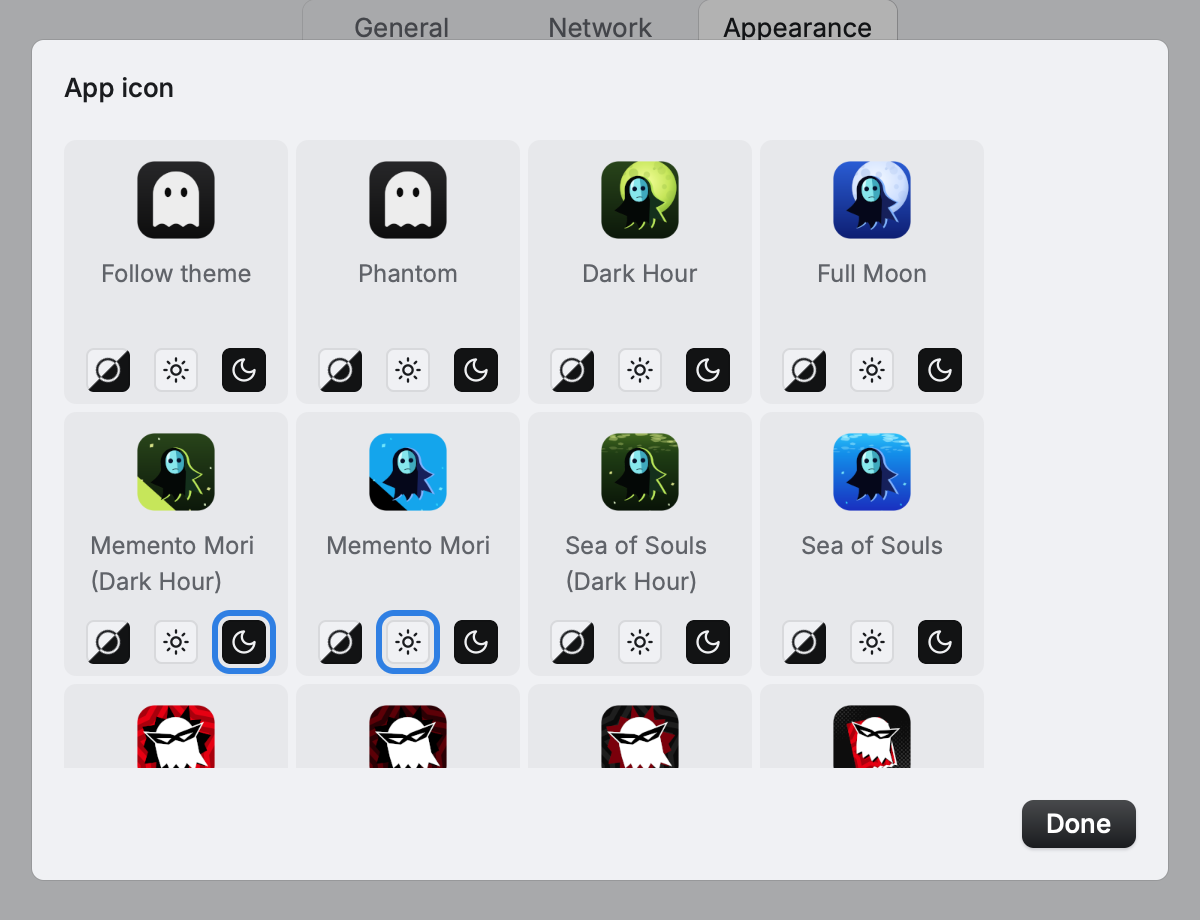 General
Network
Appearance
App icon
Follow theme
Phantom
Dark Hour
Full Moon
Memento Mori
(Dark Hour)
Memento Mori
Sea of Souls
(Dark Hour)
Sea of Souls
Done